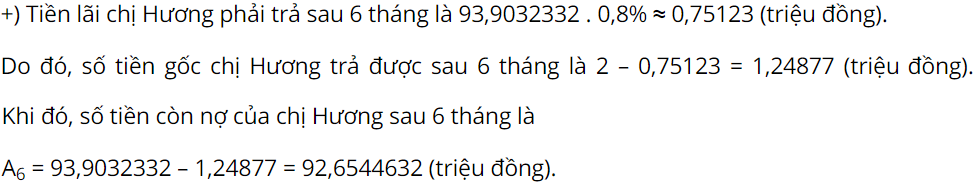 +) Tiền lãi chị Hương phải trả sau 6 tháng là 93,9032332 . 0,8% ≈ 0,75123 (triệu đồng).
Do đó, số tiền gốc chị Hương trả được sau 6 tháng là 2 – 0,75123 = 1,24877 (triệu đồng).
Khi đó, số tiền còn nợ của chị Hương sau 6 tháng là
A₆ = 93,9032332 – 1,24877 = 92,6544632 (triệu đồng).